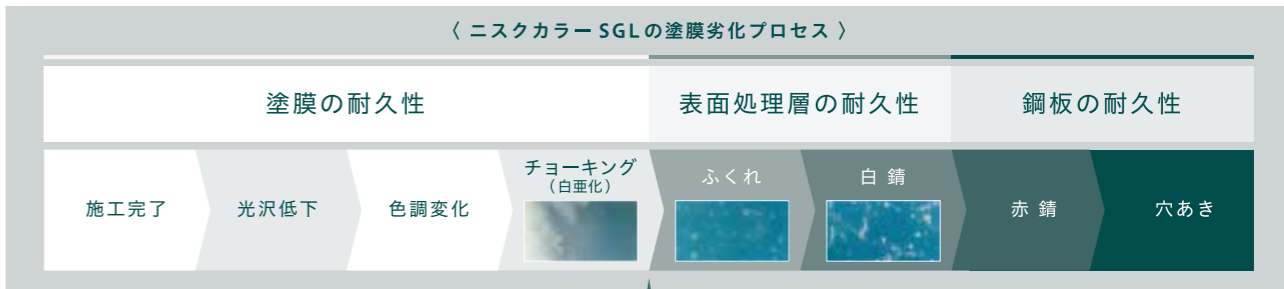 〈 ニスクカラー SGLの塗膜劣化プロセス 〉
塗膜の耐久性
表面処理層の耐久性
鋼板の耐久性
施工完了
光沢低下
色調変化
チョーキング
（白亜化）
ふくれ
白 錆
赤 錆
穴あき